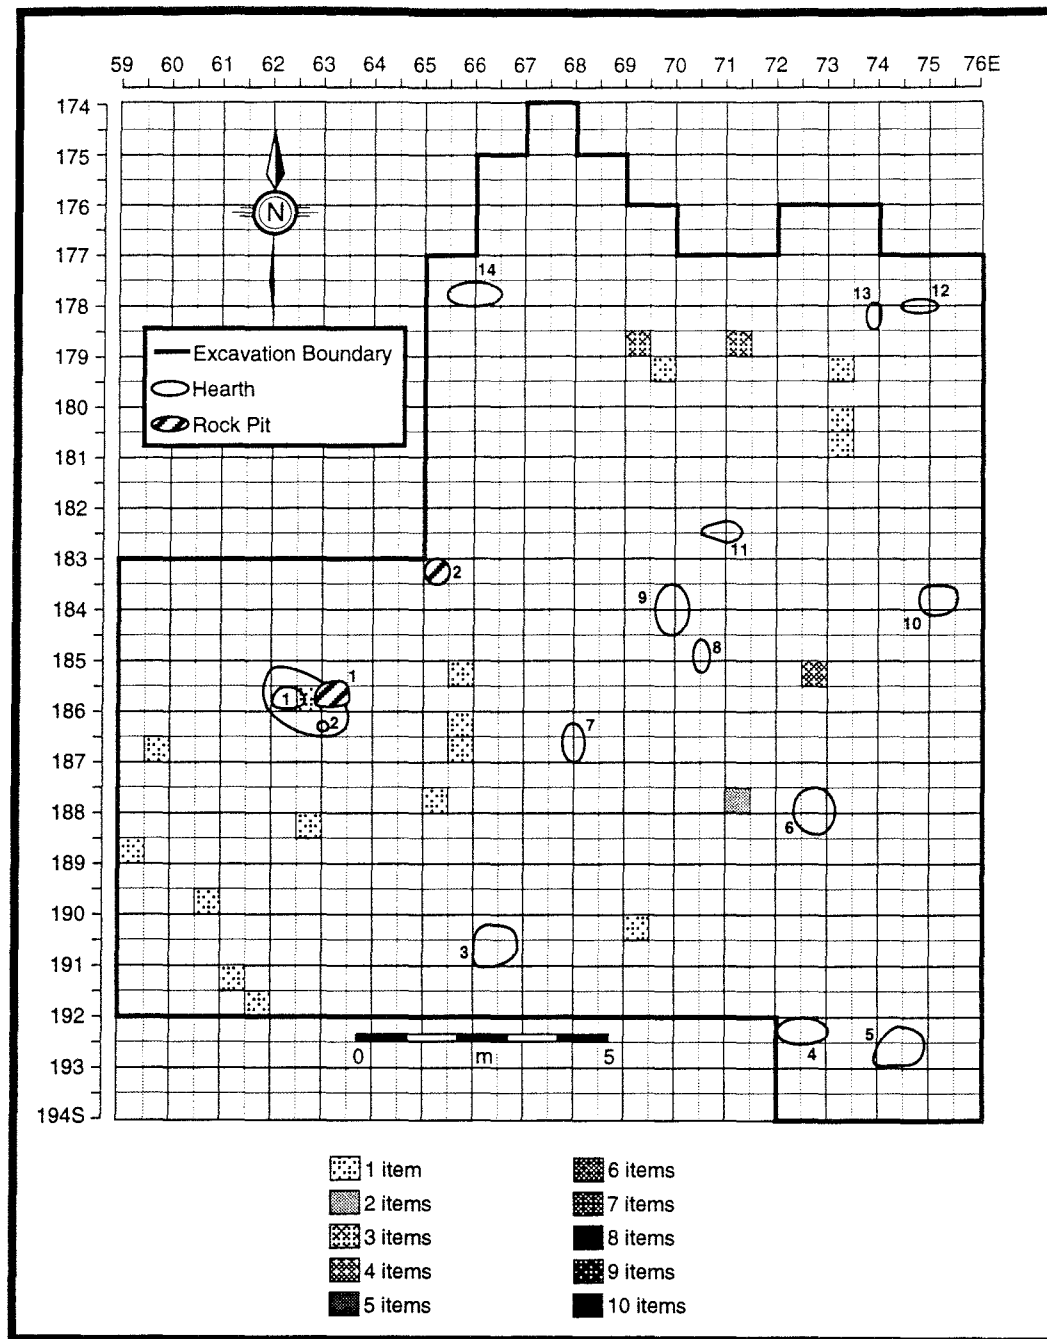 59 60 62 63 64 65 66 67 68 69 70 71 72 73 74 75 76E
174
175
176
N
177
14
178
13 12
179
Excavation Boundary
Hearth
180
Rock Pit
181
182
11
183
2
9
184
10
8
185
1
1
186
2
7
187
188
6
189
190
3
191
192
0 m 5
4
5
193
194S
1 item
2 items
3 items
4 items
5 items
6 items
7 items
8 items
9 items
10 items